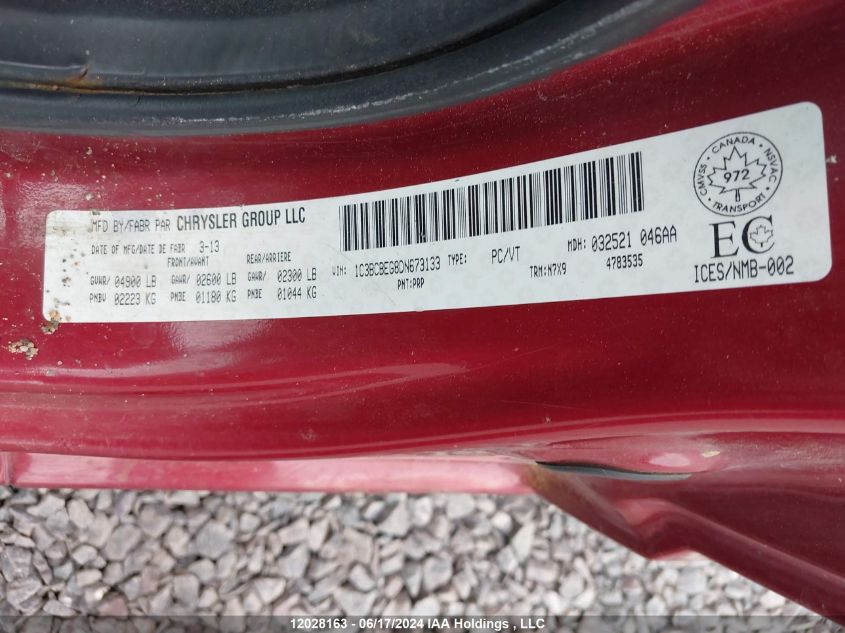 MFD BY/FABR PAR CHRYSLER GROUP LLC
DATE OF MFG/DATE DE FABR 3-13
FRONT/AVANT REAR/ARRIERE
GVWR/ 04900 LB GAWR/ 02600 LB GAWR/ 02300 LB
PNBV 02223 KG PNBE 01180 KG PNBE 01044 KG
VIN: 1C3BCBEG8DN673133 TYPE: PC/VT MDH: 032521 046AA
PNT:PRP TRM:N7X9 4783535
CMVSS • CANADA • NSVAC
972
TRANSPORT
EC
ICES/NMB-002
12028163 - 06/17/2024 IAA Holdings , LLC